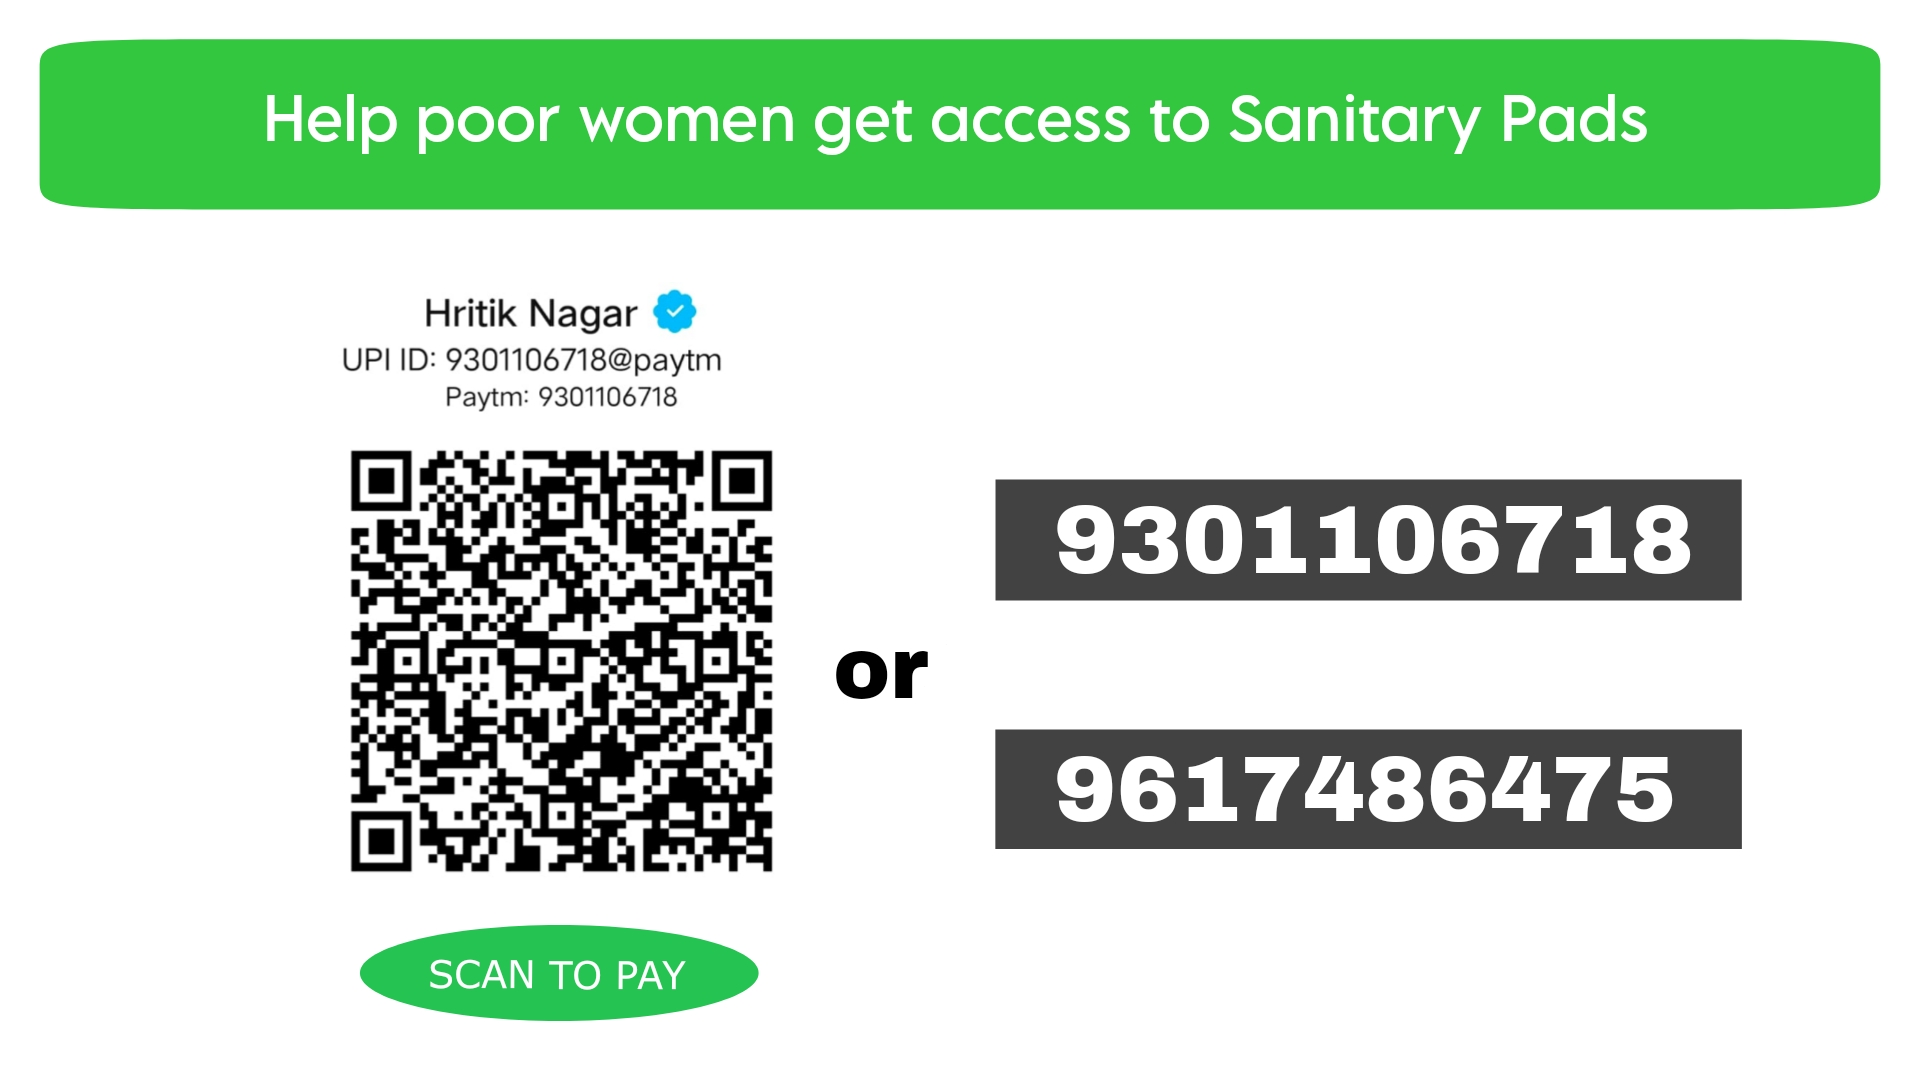 Help poor women get access to Sanitary Pads
Hritik Nagar
UPI ID: 9301106718@paytm
Paytm: 9301106718
9301106718
or
9617486475
SCAN TO PAY